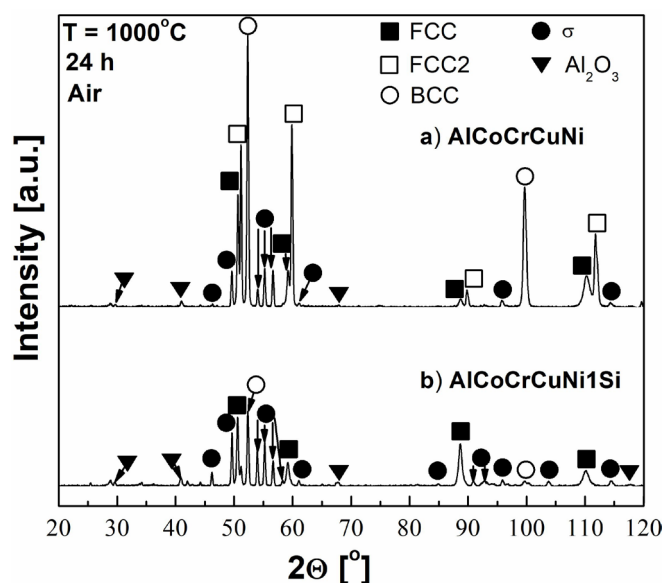 T = 1000°C
24 h
Air
FCC
FCC2
BCC
σ
Al₂O₃
a) AlCoCrCuNi
b) AlCoCrCuNi1Si
Intensity [a.u.]
20 30 40 50 60 70 80 90 100 110 120
2Θ [°]